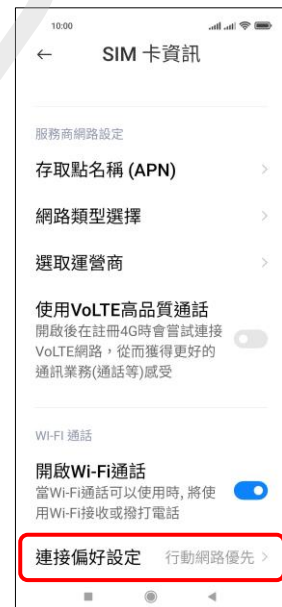 10:00
SIM 卡資訊
服務商網路設定
存取點名稱 (APN)
網路類型選擇
選取運營商
使用VoLTE高品質通話
開啟後在註冊4G時會嘗試連接
VoLTE網路，從而獲得更好的
通訊業務(通話等)感受
WI-FI 通話
開啟Wi-Fi通話
當Wi-Fi通話可以使用時, 將使
用Wi-Fi接收或撥打電話
連接偏好設定 行動網路優先